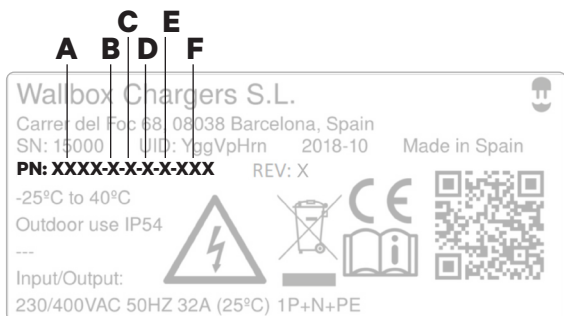 C E
A B D F
Wallbox Chargers S.L.
Carrer del Foc 68, 08038 Barcelona, Spain
SN: 15000 UID: YggVpHrn 2018-10 Made in Spain
PN: XXXX-X-X-X-X-XXX REV: X
-25ºC to 40ºC
Outdoor use IP54
---
Input/Output:
230/400VAC 50HZ 32A (25ºC) 1P+N+PE
CE
i